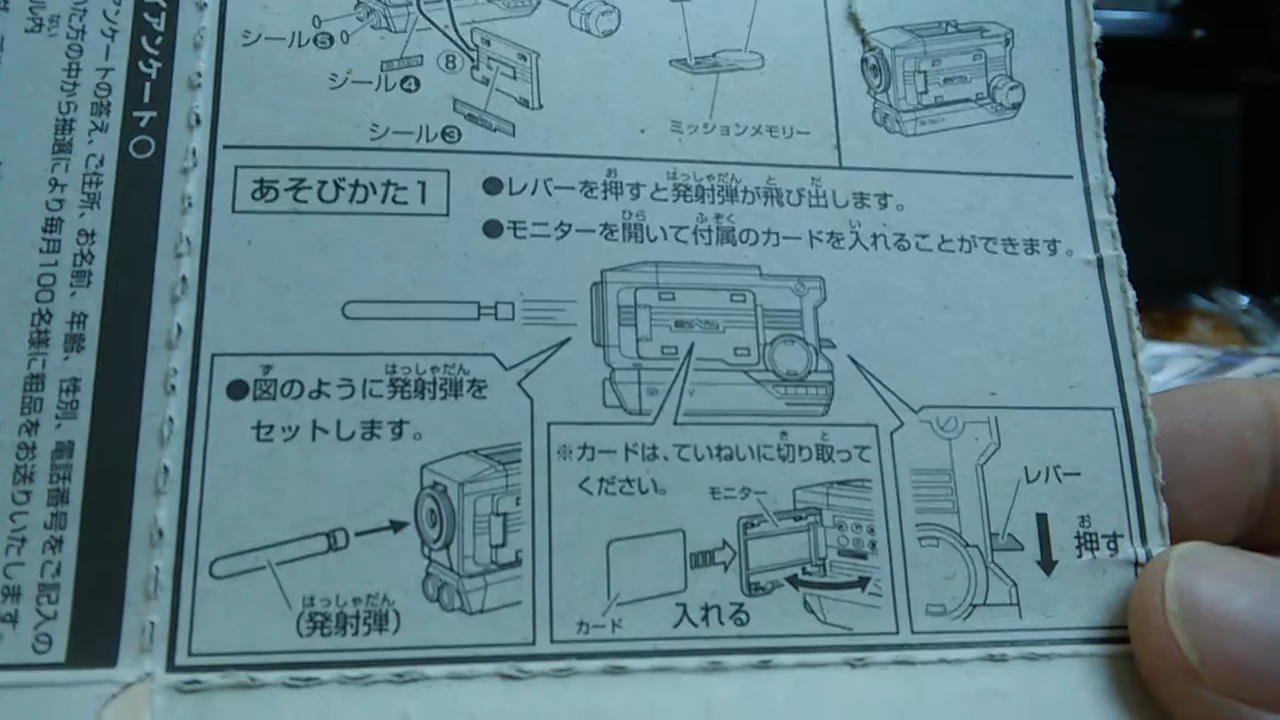 シール❺
シール❹
⑧
シール❸
ミッションメモリー
あそびかた1
●レバーを押すと発射弾が飛び出します。
●モニターを開いて付属のカードを入れることができます。
●図のように発射弾を
セットします。
(発射弾)
※カードは、ていねいに切り取って
ください。
モニター
カード
入れる
レバー
押す
イアンケート○
アンケートの答え、ご住所、お名前、年齢、性別、電話番号をご記入の
いた方の中から抽選により毎月100名様に粗品をお送りいたします。
ル内